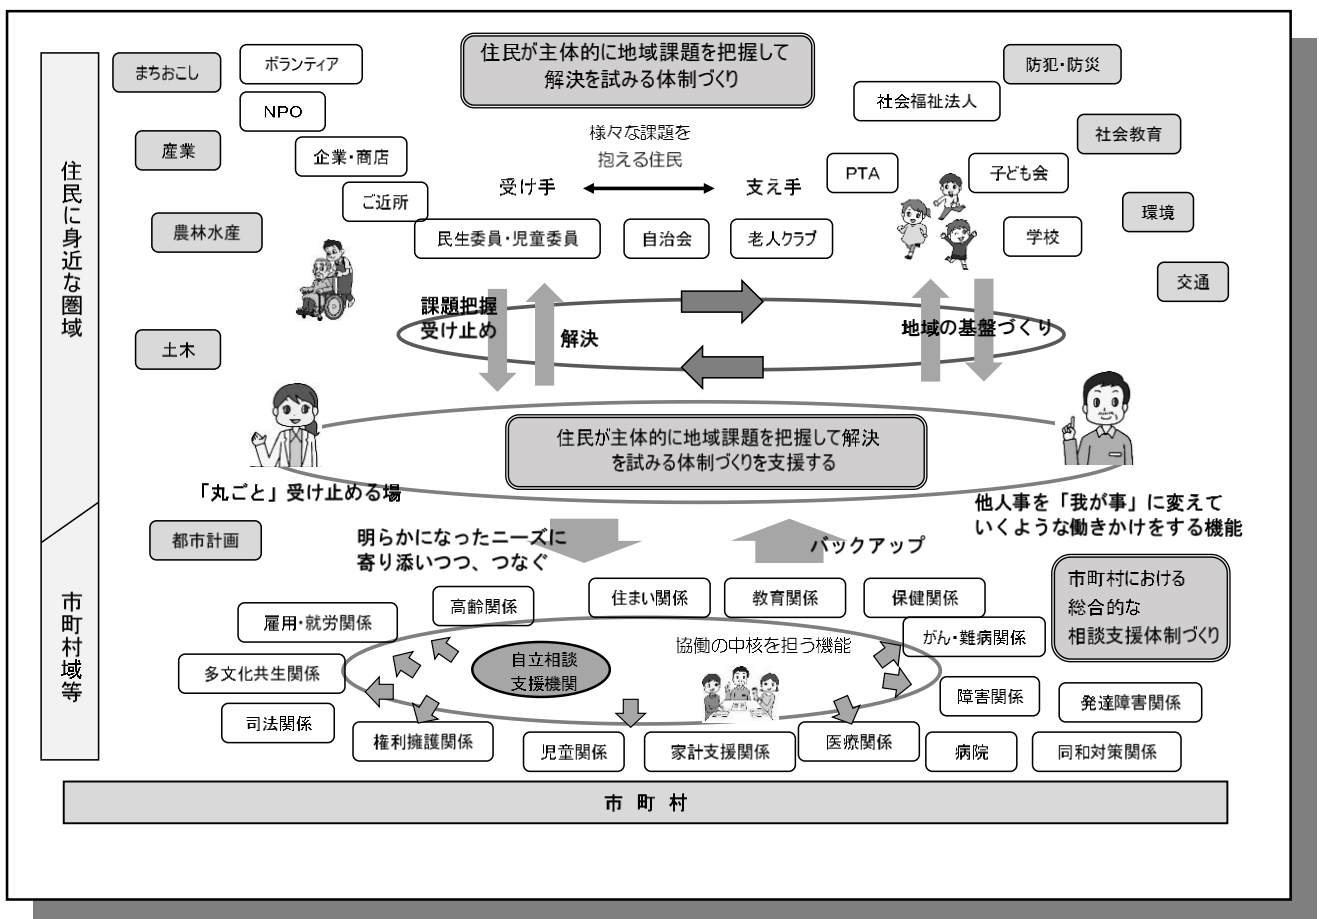 住民に身近な圏域
市町村域等
まちおこし
ボランティア
NPO
産業
企業・商店
ご近所
農林水産
土木
住民が主体的に地域課題を把握して
解決を試みる体制づくり
様々な課題を
抱える住民
受け手
支え手
民生委員・児童委員
自治会
老人クラブ
社会福祉法人
防犯・防災
社会教育
PTA
子ども会
環境
学校
交通
課題把握
受け止め
解決
地域の基盤づくり
住民が主体的に地域課題を把握して解決
を試みる体制づくりを支援する
「丸ごと」受け止める場
他人事を「我が事」に変えて
いくような働きかけをする機能
都市計画
明らかになったニーズに
寄り添いつつ、つなぐ
バックアップ
市町村における
総合的な
相談支援体制づくり
高齢関係
住まい関係
教育関係
保健関係
雇用・就労関係
がん・難病関係
協働の中核を担う機能
自立相談
支援機関
多文化共生関係
障害関係
発達障害関係
司法関係
権利擁護関係
児童関係
家計支援関係
医療関係
病院
同和対策関係
市 町 村